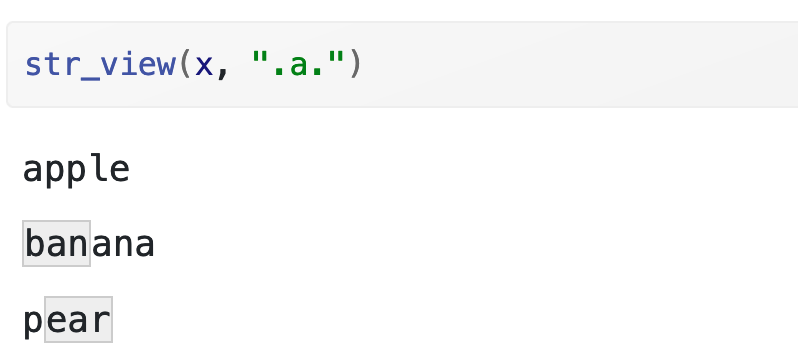 str_view(x, ".a.")
apple
banana
pear